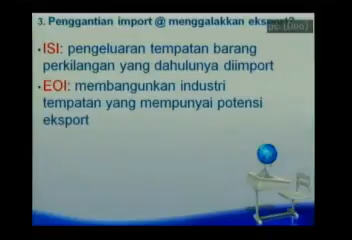 3. Penggantian import @ menggalakkan eksport?
•ISI: pengeluaran tempatan barang
perkilangan yang dahulunya diimport
•EOI: membangunkan industri
tempatan yang mempunyai potensi
eksport